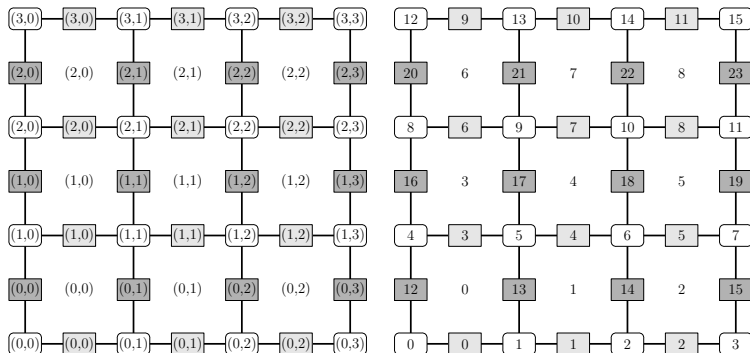 (3,0) (3,0) (3,1) (3,1) (3,2) (3,2) (3,3)
(2,0) (2,0) (2,1) (2,1) (2,2) (2,2) (2,3)
(2,0) (2,0) (2,1) (2,1) (2,2) (2,2) (2,3)
(1,0) (1,0) (1,1) (1,1) (1,2) (1,2) (1,3)
(1,0) (1,0) (1,1) (1,1) (1,2) (1,2) (1,3)
(0,0) (0,0) (0,1) (0,1) (0,2) (0,2) (0,3)
(0,0) (0,0) (0,1) (0,1) (0,2) (0,2) (0,3)
12 9 13 10 14 11 15
20 6 21 7 22 8 23
8 6 9 7 10 8 11
16 3 17 4 18 5 19
4 3 5 4 6 5 7
12 0 13 1 14 2 15
0 0 1 1 2 2 3